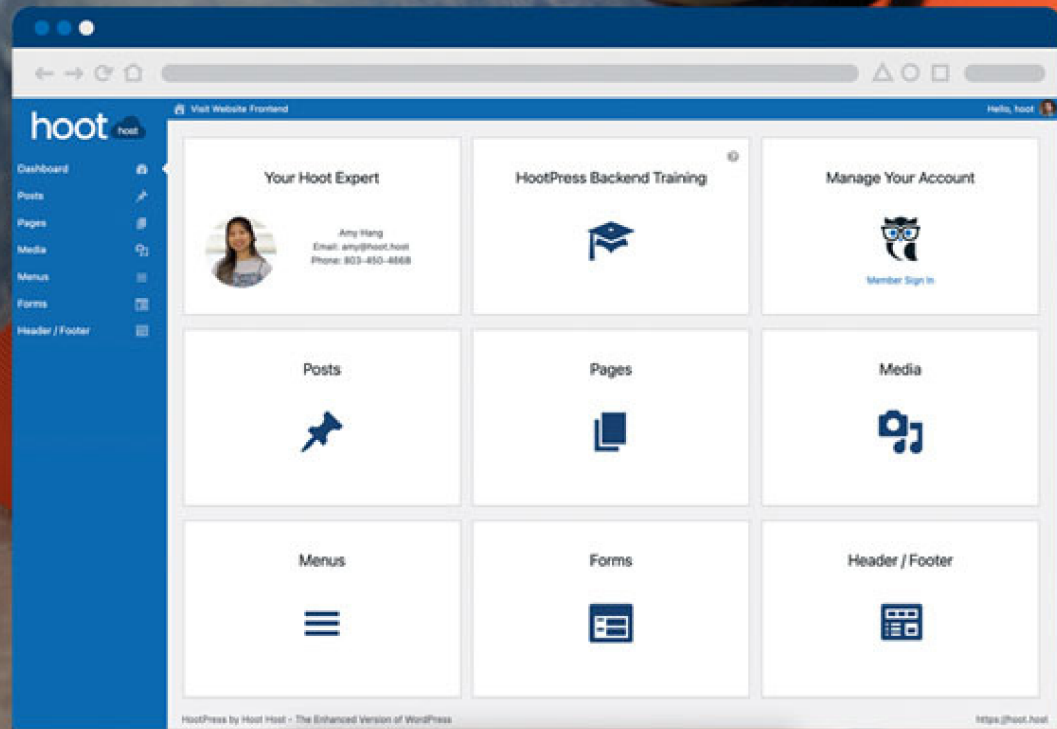 hoot host
Visit Website Frontend
Hello, hoot
Dashboard
Posts
Pages
Media
Menus
Forms
Header / Footer
Your Hoot Expert
Amy Hang
Email: amy@hoot.host
Phone: 803-450-4868
HootPress Backend Training
Manage Your Account
Member Sign In
Posts
Pages
Media
Menus
Forms
Header / Footer
HootPress by Hoot Host - The Enhanced Version of WordPress
https://hoot.host